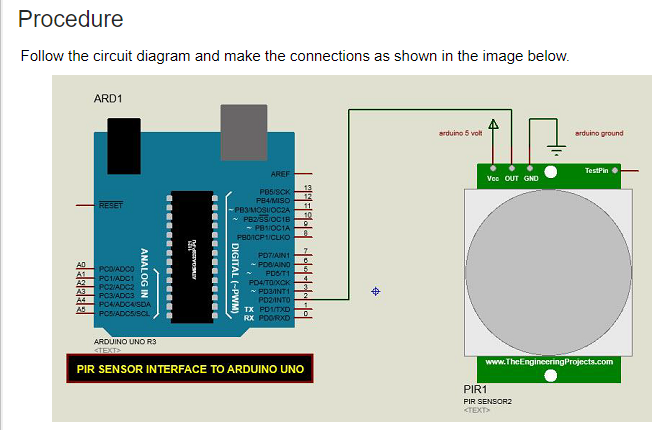 Procedure
Follow the circuit diagram and make the connections as shown in the image below.
ARD1
arduino 5 volt
arduino ground
AREF
Vcc OUT GND
TestPin
RESET
PB5/SCK 13
PB4/MISO 12
~ PB3/MOSI/OC2A 11
~ PB2/SS/OC1B 10
~ PB1/OC1A 9
PB0/ICP1/CLKO 8
ANALOG IN
DIGITAL (~PWM)
PD7/AIN1 7
~ PD6/AIN0 6
~ PD5/T1 5
PD4/T0/XCK 4
~ PD3/INT1 3
PD2/INT0 2
TX PD1/TXD 1
RX PD0/RXD 0
A0 PC0/ADC0
A1 PC1/ADC1
A2 PC2/ADC2
A3 PC3/ADC3
A4 PC4/ADC4/SDA
A5 PC5/ADC5/SCL
ARDUINO UNO R3
<TEXT>
PIR SENSOR INTERFACE TO ARDUINO UNO
www.TheEngineeringProjects.com
PIR1
PIR SENSOR2
<TEXT>